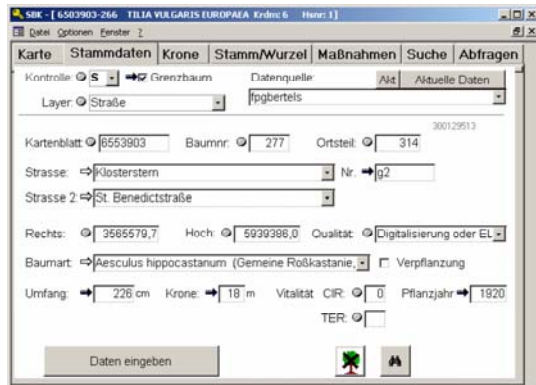 SBK - [ 6503903-266 TILIA VULGARIS EUROPAEA Krdm: 6 Hsnr: 1]
Datei Optionen Fenster ?
Karte Stammdaten Krone Stamm/Wurzel Maßnahmen Suche Abfragen
Kontrolle: S Grenzbaum Datenquelle: Akt Aktuelle Daten
Layer: Straße fpgbertels
300129513
Kartenblatt: 6553903 Baumnr: 277 Ortsteil: 314
Strasse: Klosterstern Nr. g2
Strasse 2: St. Benedictstraße
Rechts: 3565579,7 Hoch: 5939386,0 Qualität: Digitalisierung oder EL
Baumart: Aesculus hippocastanum (Gemeine Roßkastanie, Verpflanzung
Umfang: 226 cm Krone: 18 m Vitalität CIR: 0 Pflanzjahr 1920
TER:
Daten eingeben